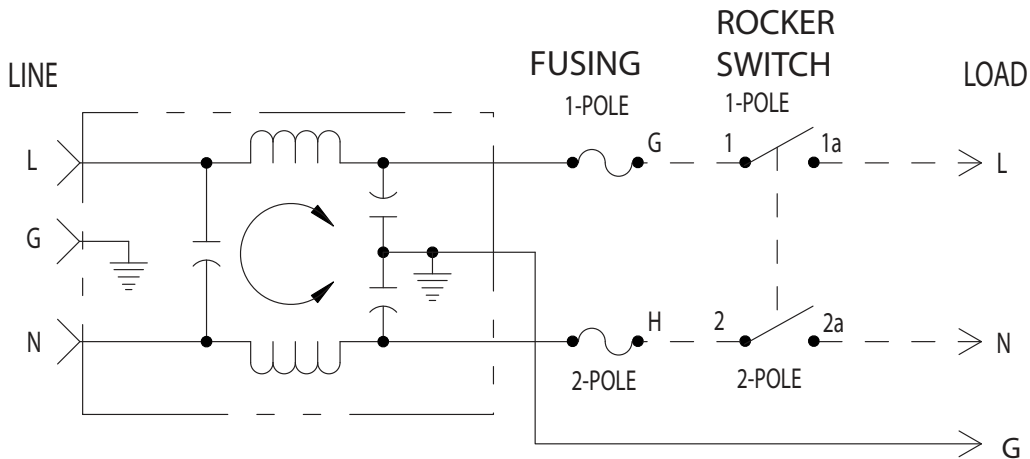 LINE
FUSING
ROCKER
SWITCH
LOAD
1-POLE
1-POLE
L
G
1
1a
L
G
N
H
2
2a
N
2-POLE
2-POLE
G